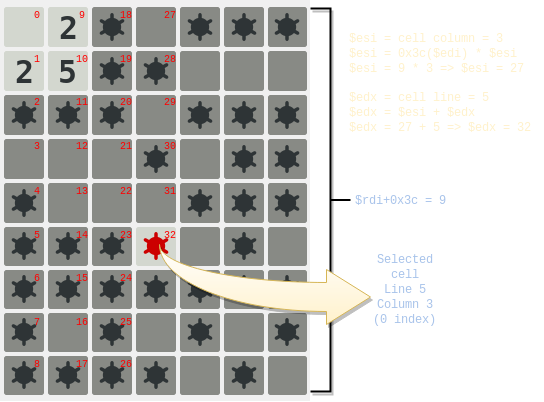 0 2 9 18 27
2 1 5 10 19 28
2 11 20 29
3 12 21 30
4 13 22 31
5 14 23 32
6 15 24
7 16 25
8 17 26
$esi = cell column = 3
$esi = 0x3c($edi) * $esi
$esi = 9 * 3 => $esi = 27
$edx = cell line = 5
$edx = $esi + $edx
$edx = 27 + 5 => $edx = 32
$rdi+0x3c = 9
Selected
cell
Line 5
Column 3
(0 index)